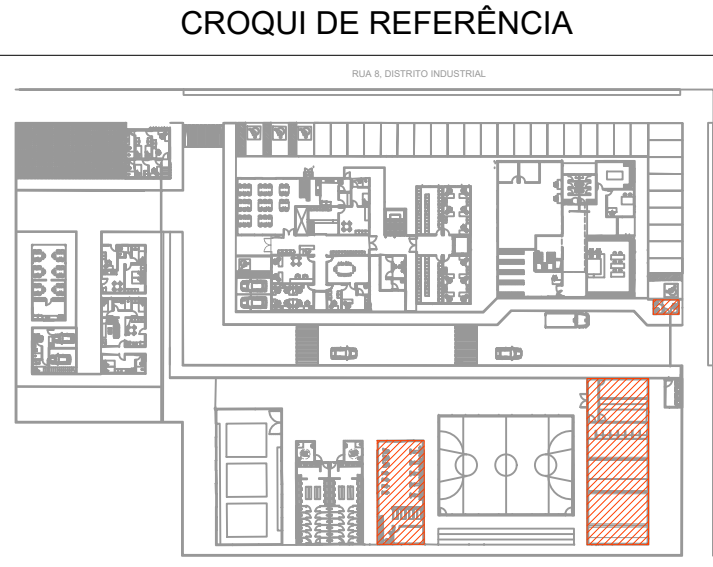 CROQUI DE REFERÊNCIA
RUA 8, DISTRITO INDUSTRIAL